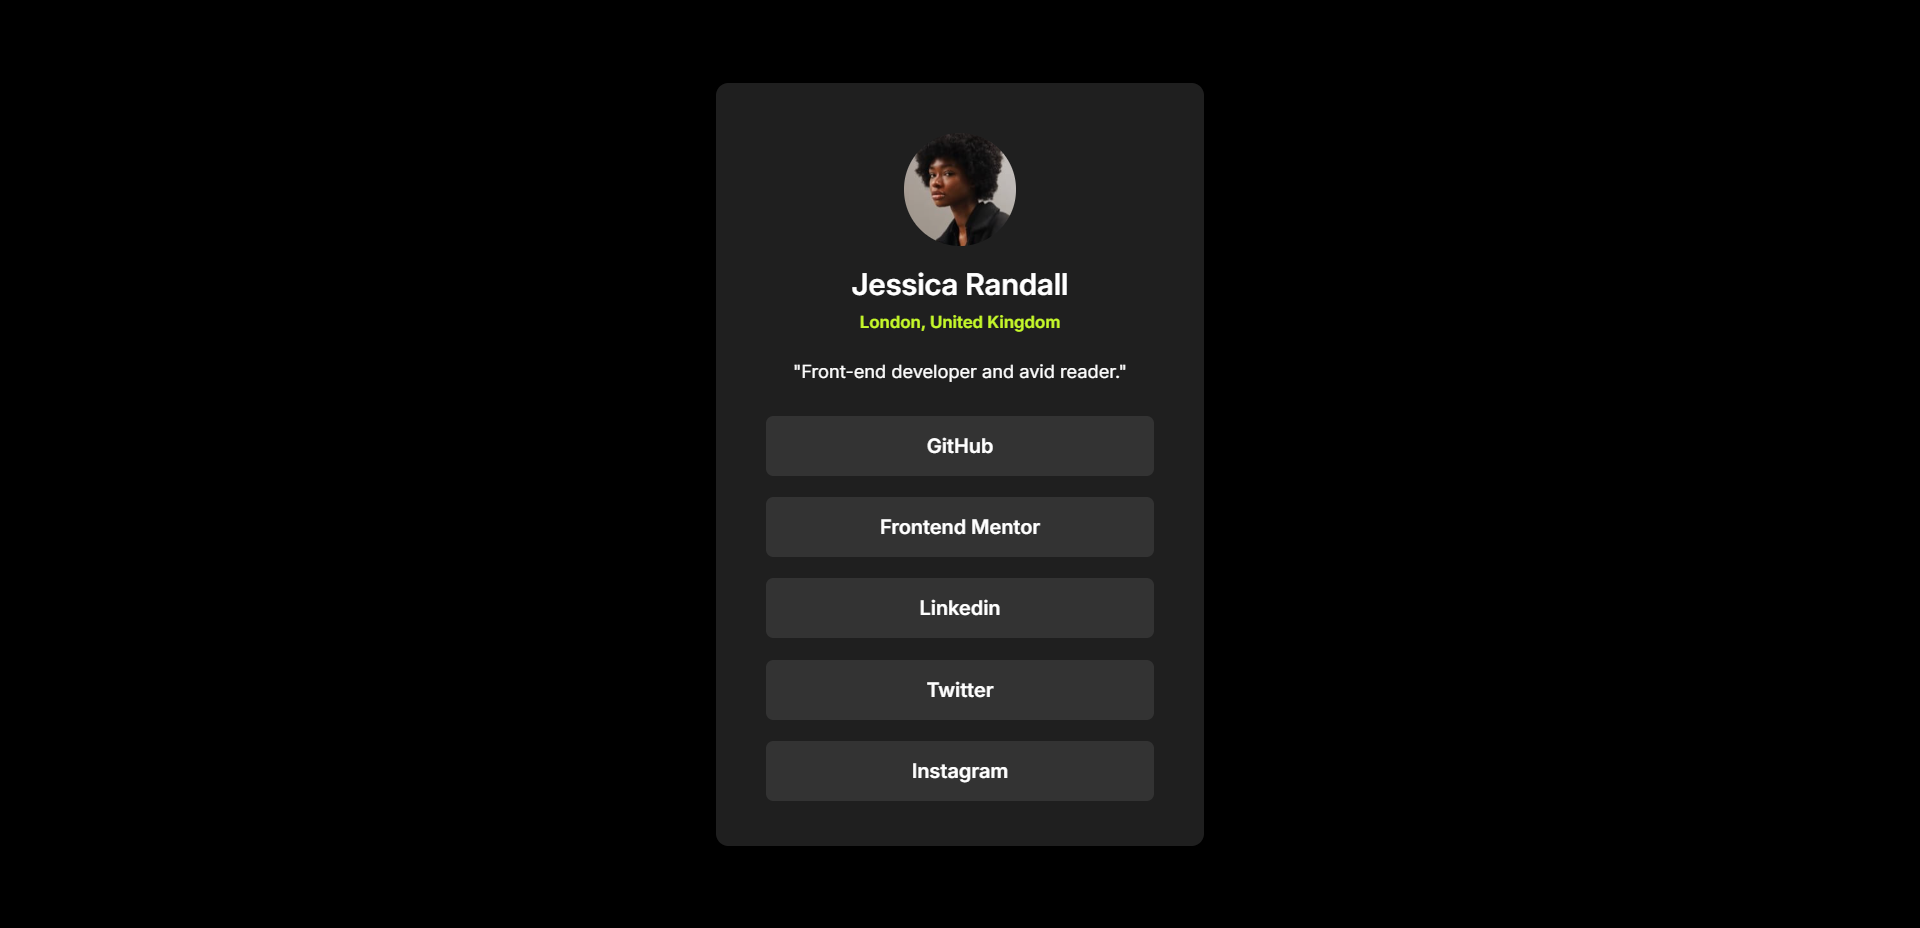 Jessica Randall
London, United Kingdom
"Front-end developer and avid reader."
GitHub
Frontend Mentor
Linkedin
Twitter
Instagram